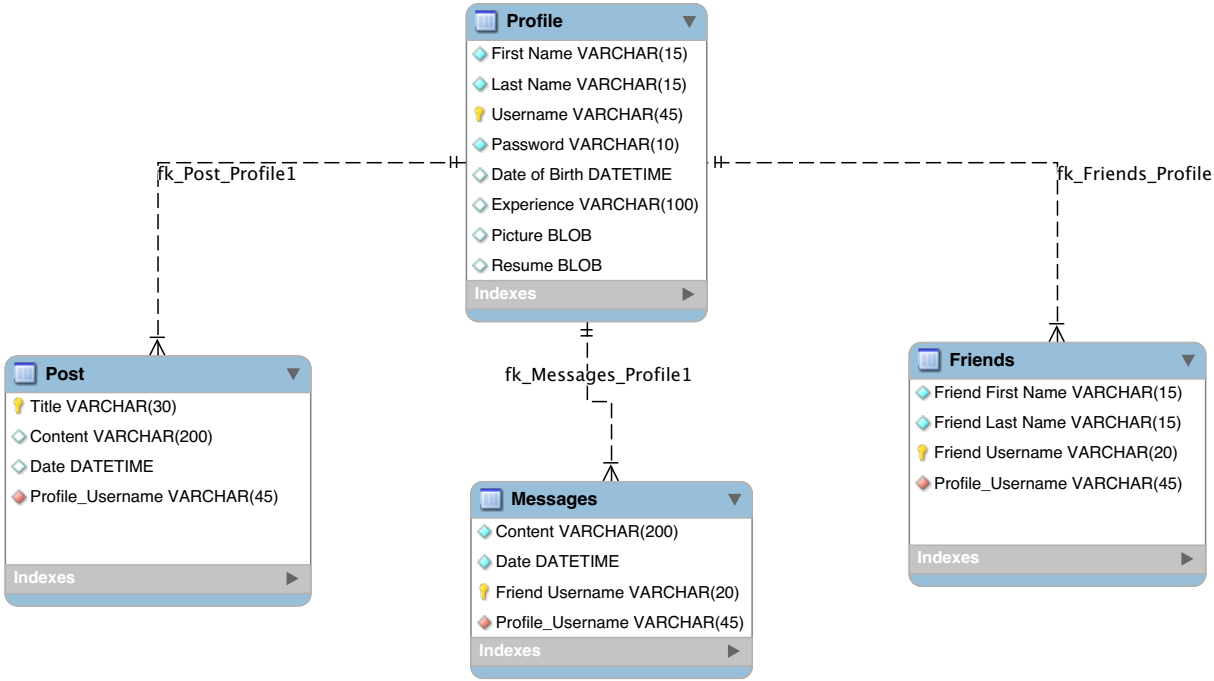 Profile
First Name VARCHAR(15)
Last Name VARCHAR(15)
Username VARCHAR(45)
Password VARCHAR(10)
Date of Birth DATETIME
Experience VARCHAR(100)
Picture BLOB
Resume BLOB
Indexes
fk_Post_Profile1
fk_Friends_Profile
fk_Messages_Profile1
Post
Title VARCHAR(30)
Content VARCHAR(200)
Date DATETIME
Profile_Username VARCHAR(45)
Indexes
Messages
Content VARCHAR(200)
Date DATETIME
Friend Username VARCHAR(20)
Profile_Username VARCHAR(45)
Indexes
Friends
Friend First Name VARCHAR(15)
Friend Last Name VARCHAR(15)
Friend Username VARCHAR(20)
Profile_Username VARCHAR(45)
Indexes